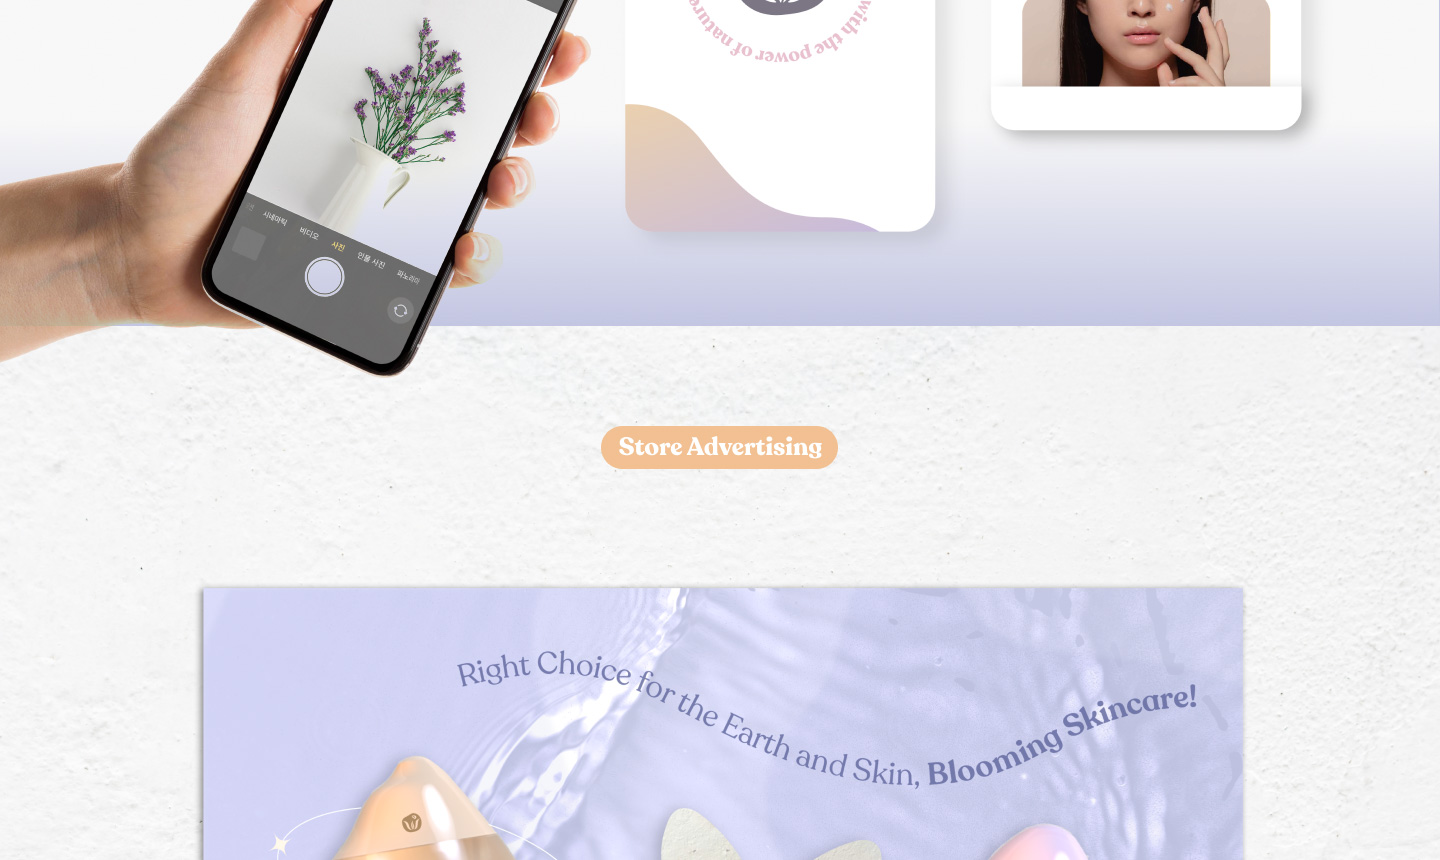 with the power of nature
시네마틱
비디오
사진
인물 사진
파노라마
Store Advertising
Right Choice for the Earth and Skin, Blooming Skincare!